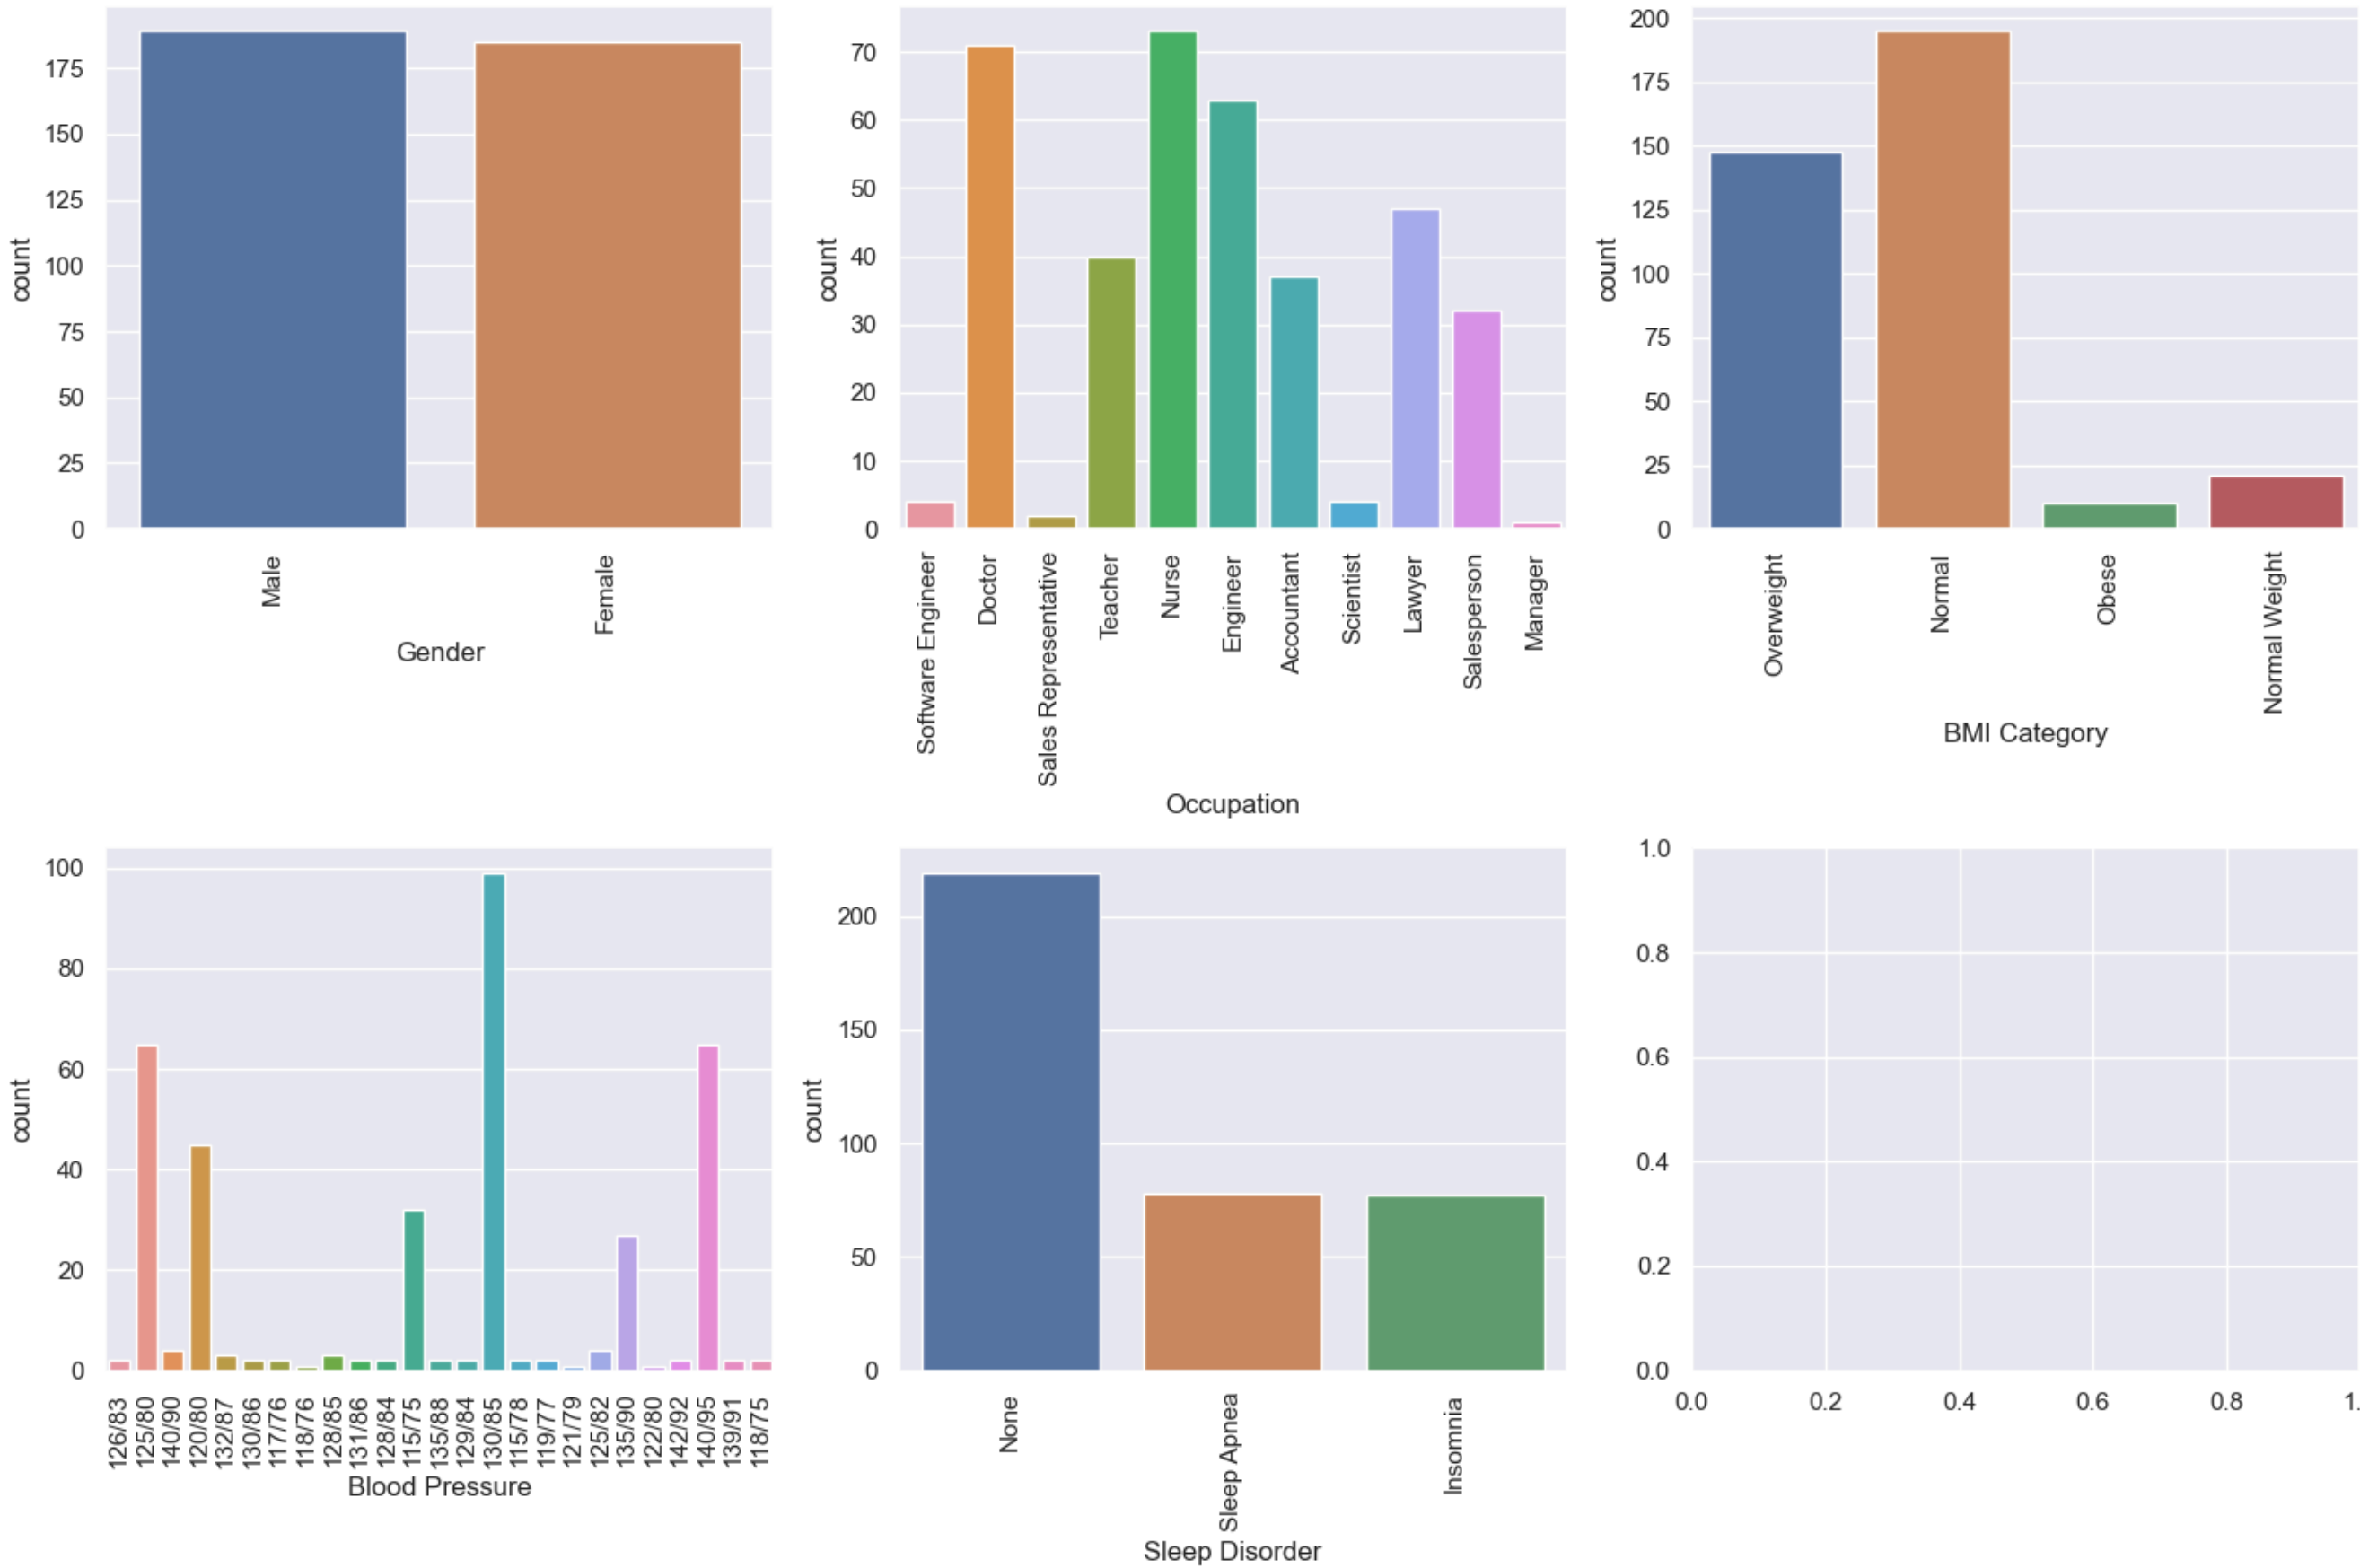 175
150
125
100
75
50
25
0
count
Male
Female
Gender
70
60
50
40
30
20
10
0
count
Software Engineer
Doctor
Sales Representative
Teacher
Nurse
Engineer
Accountant
Scientist
Lawyer
Salesperson
Manager
Occupation
200
175
150
125
100
75
50
25
0
count
Overweight
Normal
Obese
Normal Weight
BMI Category
100
80
60
40
20
0
count
126/83
125/80
140/90
120/80
132/87
130/86
117/76
118/76
128/85
131/86
128/84
115/75
135/88
129/84
130/85
115/78
119/77
121/79
125/82
135/90
122/80
142/92
140/95
139/91
118/75
Blood Pressure
200
150
100
50
0
count
None
Sleep Apnea
Insomnia
Sleep Disorder
1.0
0.8
0.6
0.4
0.2
0.0
0.0 0.2 0.4 0.6 0.8 1.